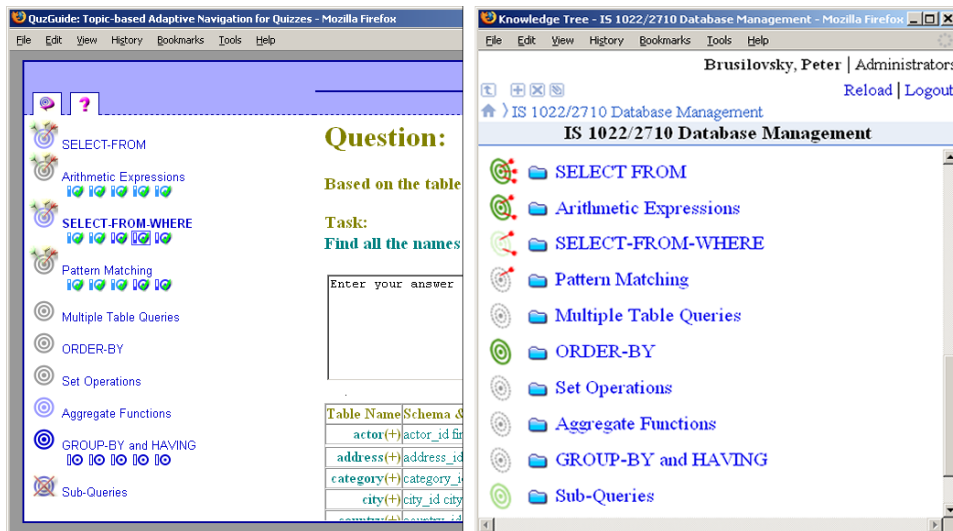 QuzGuide: Topic-based Adaptive Navigation for Quizzes - Mozilla Firefox
File Edit View History Bookmarks Tools Help
?
SELECT-FROM
Arithmetic Expressions
SELECT-FROM-WHERE
Pattern Matching
Multiple Table Queries
ORDER-BY
Set Operations
Aggregate Functions
GROUP-BY and HAVING
Sub-Queries
Question:
Based on the table
Task:
Find all the names
Enter your answer
Table Name Schema &
actor(+) actor_id fir
address(+) address_id
category(+) category_i
city(+) city_id city
country(+) country_id
Knowledge Tree - IS 1022/2710 Database Management - Mozilla Firefox
File Edit View History Bookmarks Tools Help
Brusilovsky, Peter | Administrators
Reload | Logout
IS 1022/2710 Database Management
IS 1022/2710 Database Management
SELECT FROM
Arithmetic Expressions
SELECT-FROM-WHERE
Pattern Matching
Multiple Table Queries
ORDER-BY
Set Operations
Aggregate Functions
GROUP-BY and HAVING
Sub-Queries